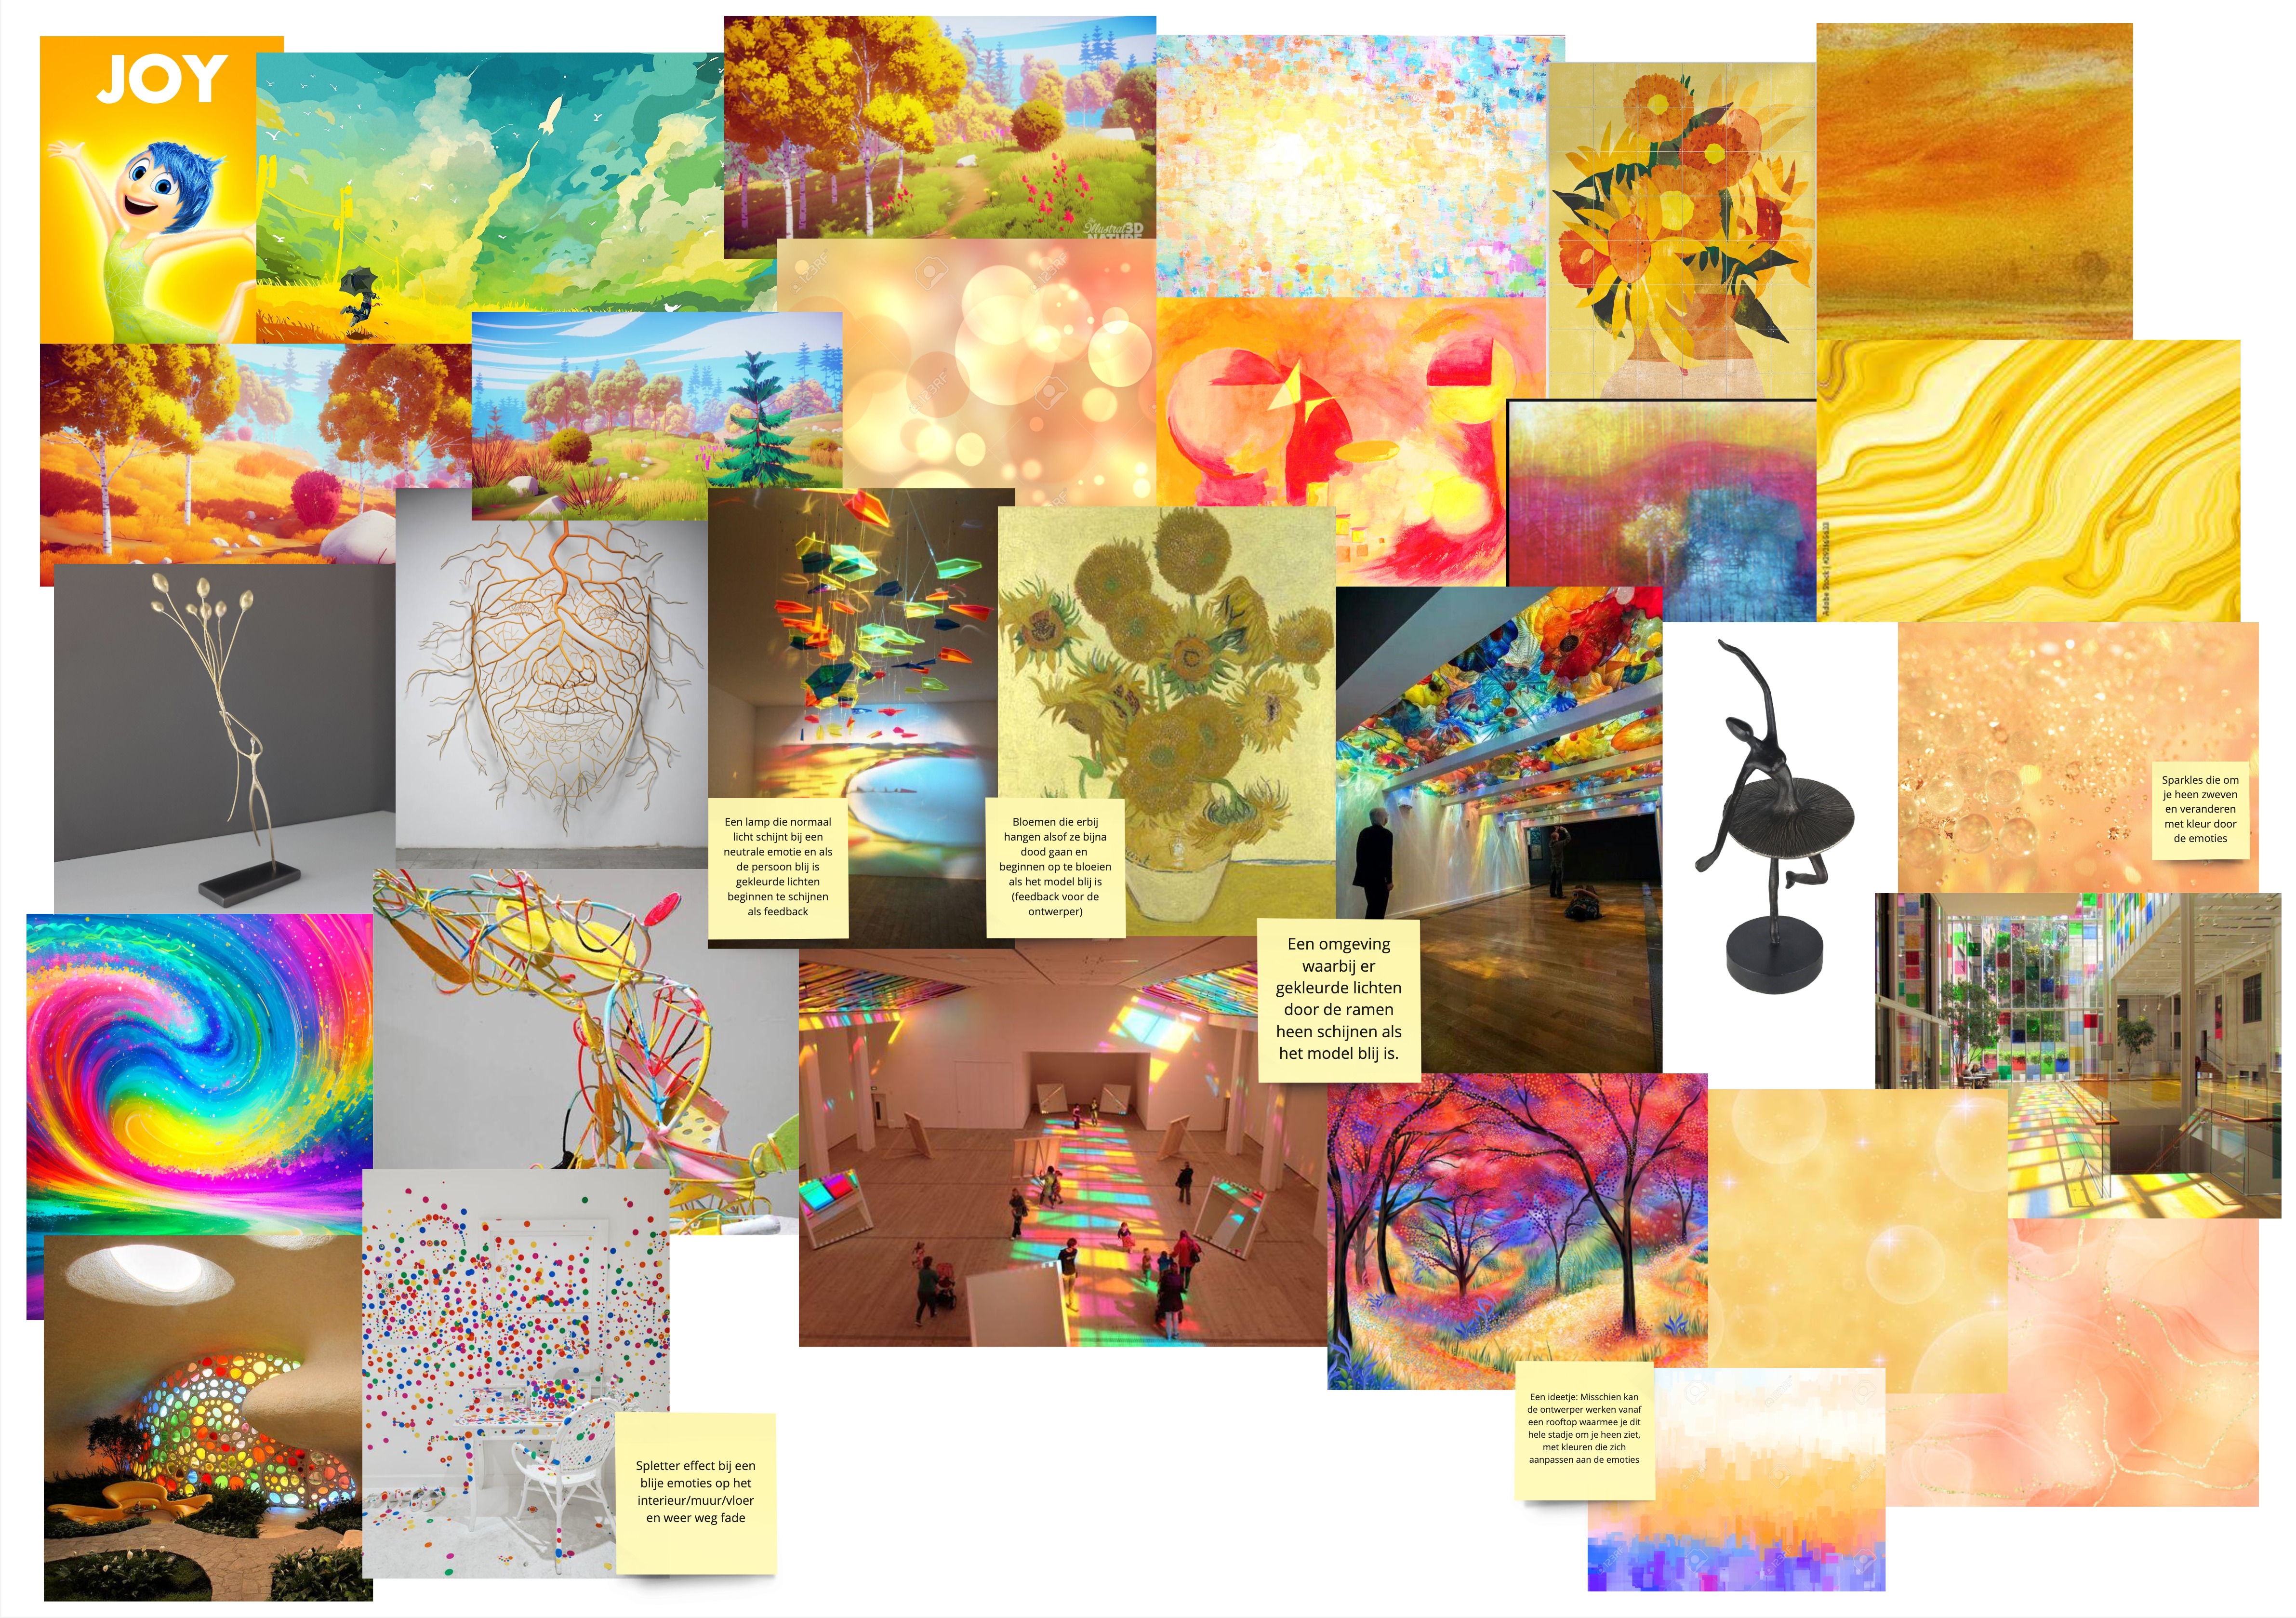 JOY
Illustrat3D
NATURE
Adobe Stock | #292165633
Een lamp die normaal
licht schijnt bij een
neutrale emotie en als
de persoon blij is
gekleurde lichten
beginnen te schijnen
als feedback
Bloemen die erbij
hangen alsof ze bijna
dood gaan en
beginnen op te bloeien
als het model blij is
(feedback voor de
ontwerper)
Sparkles die om
je heen zweven
en veranderen
met kleur door
de emoties
Een omgeving
waarbij er
gekleurde lichten
door de ramen
heen schijnen als
het model blij is.
Een ideetje: Misschien kan
de ontwerper werken vanaf
een rooftop waarmee je dit
hele stadje om je heen ziet,
met kleuren die zich
aanpassen aan de emoties
Spletter effect bij een
blije emoties op het
interieur/muur/vloer
en weer weg fade